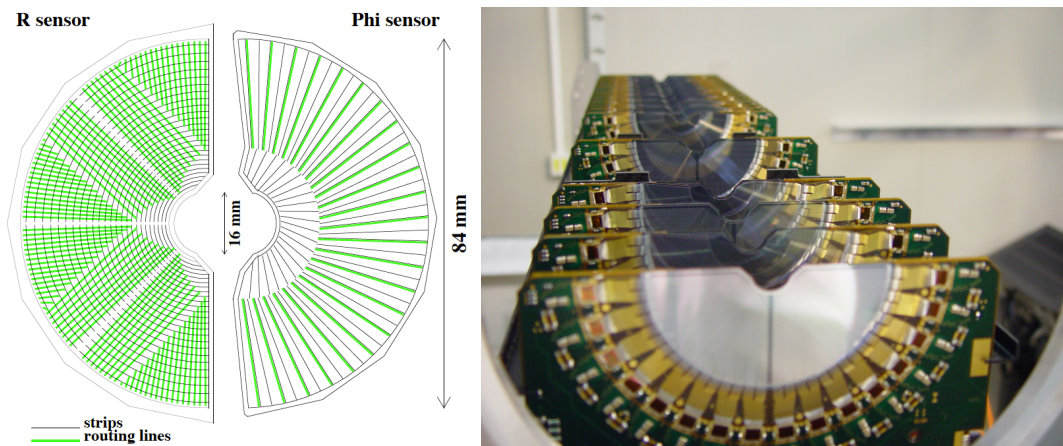 R sensor
Phi sensor
16 mm
84 mm
strips
routing lines